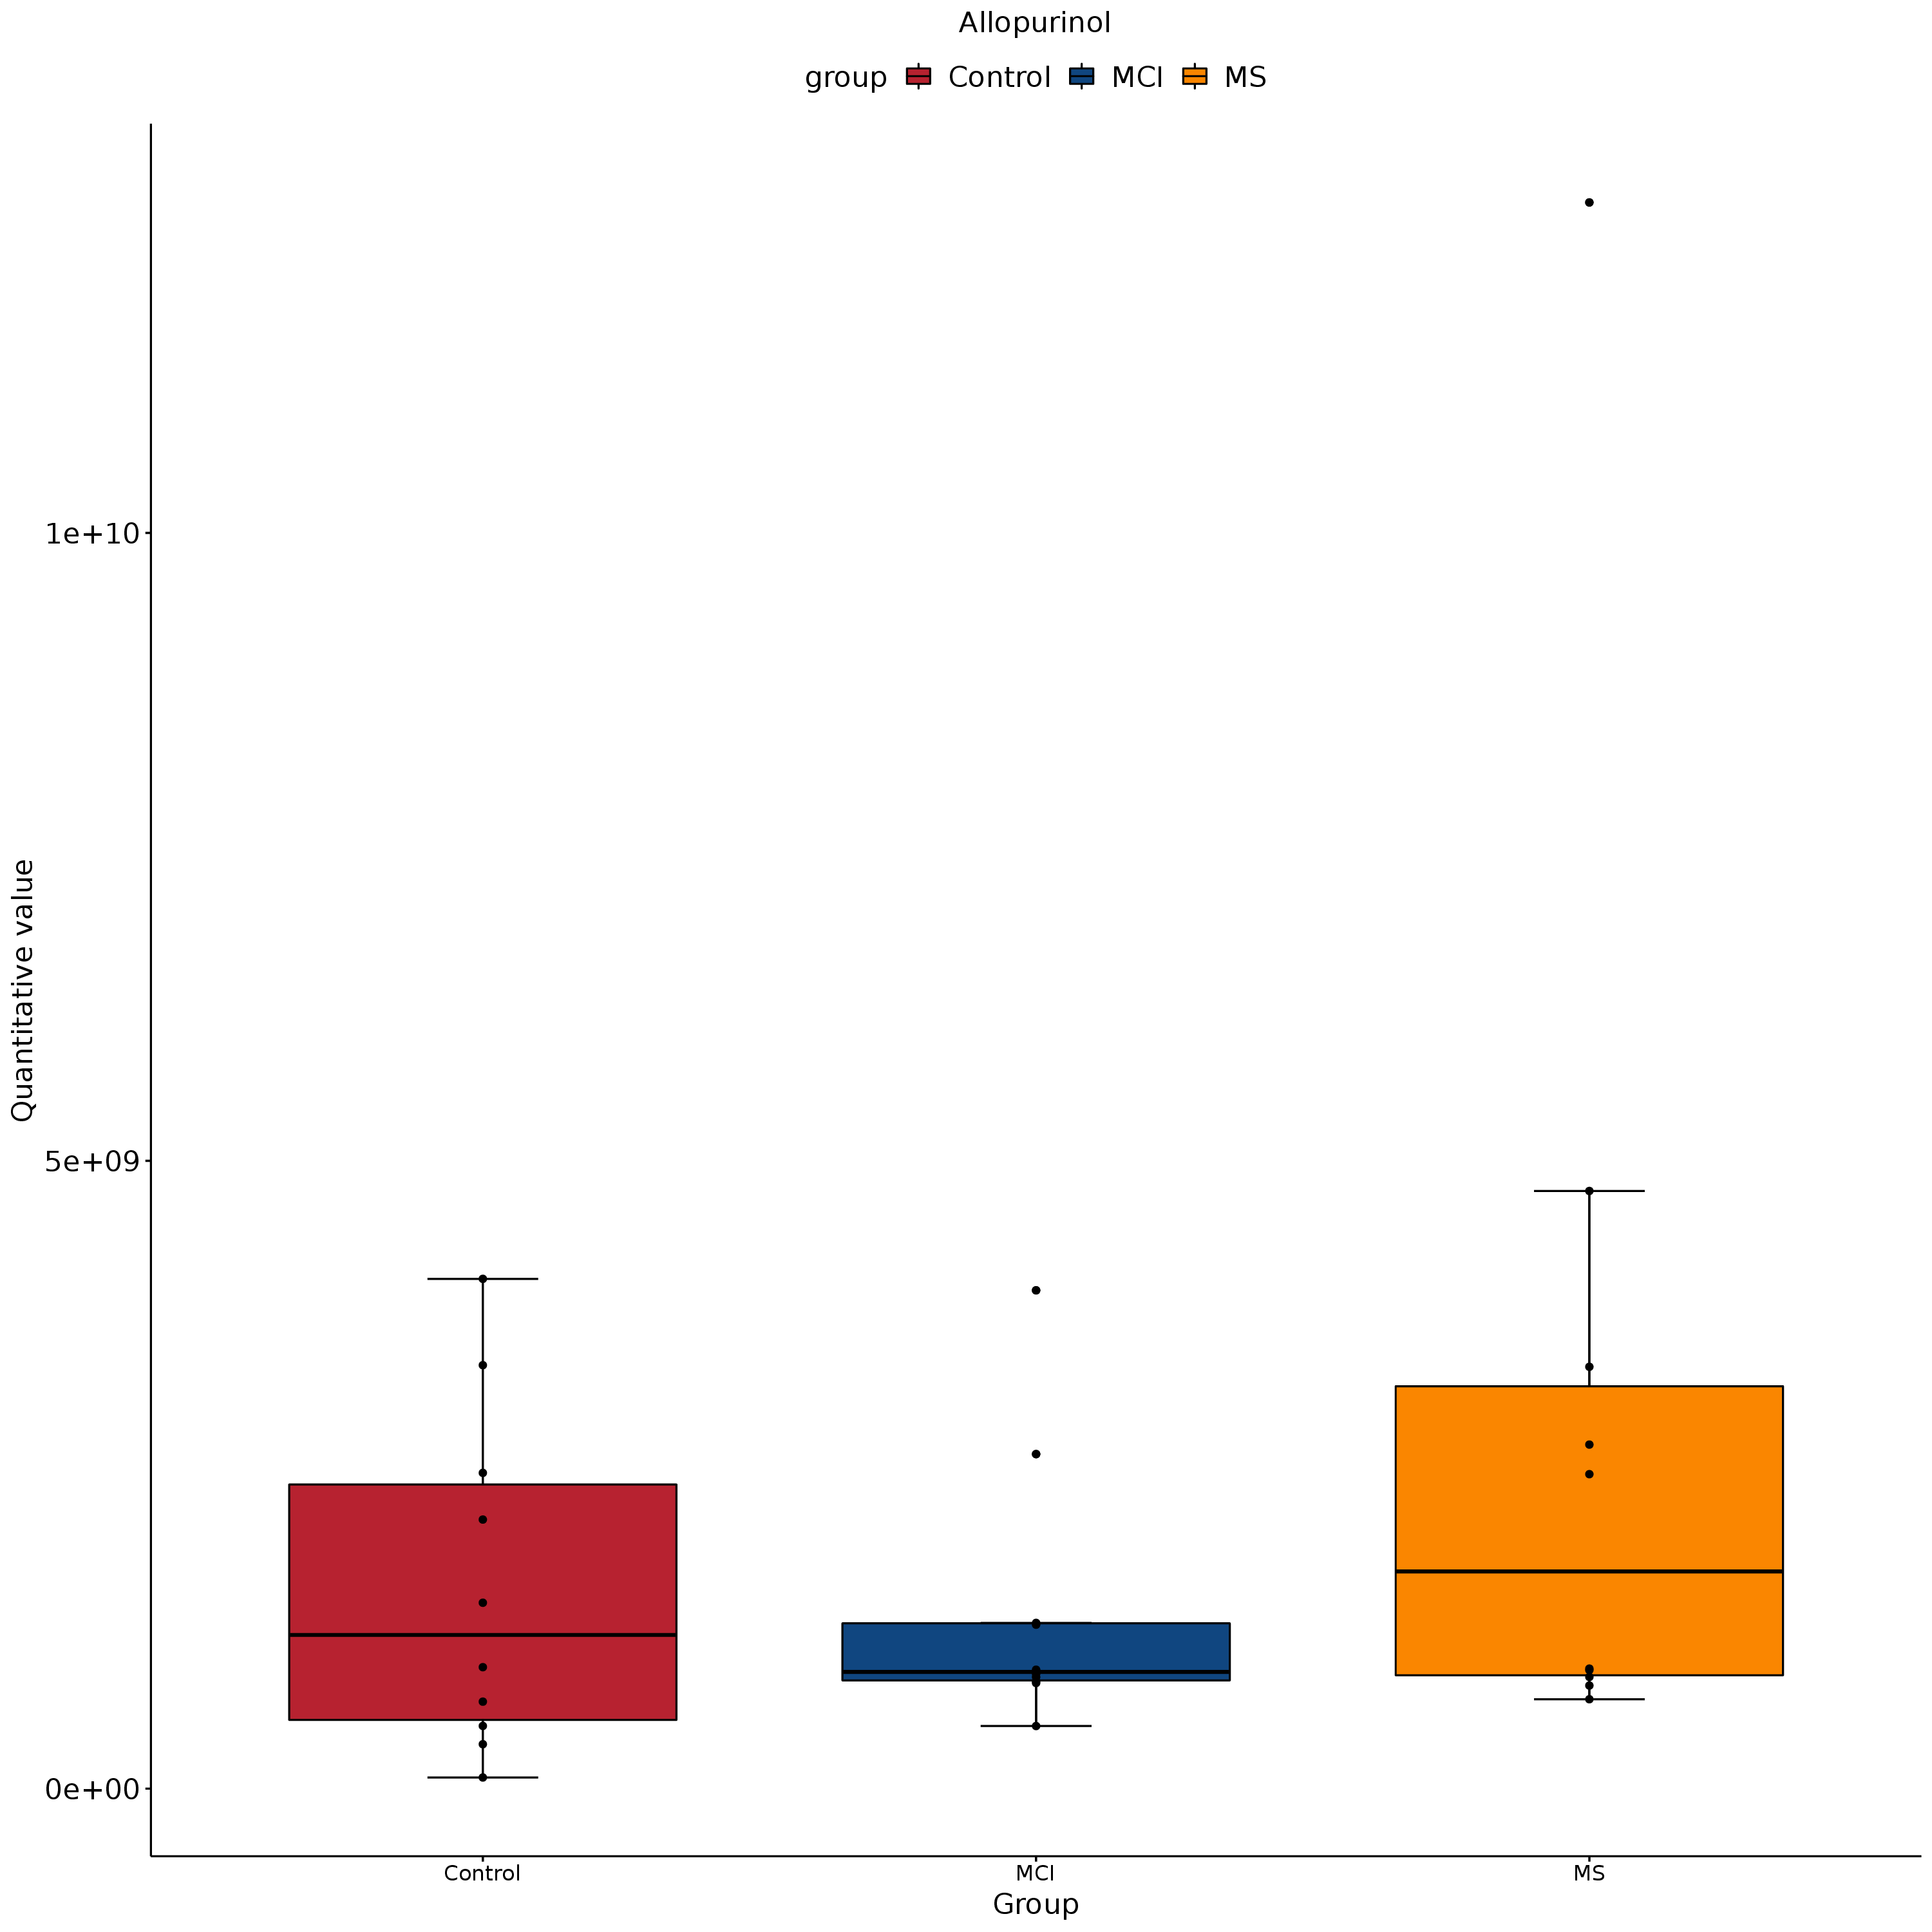 Allopurinol
group Control MCI MS
Quantitative value
1e+10
5e+09
0e+00
Control MCI MS
Group